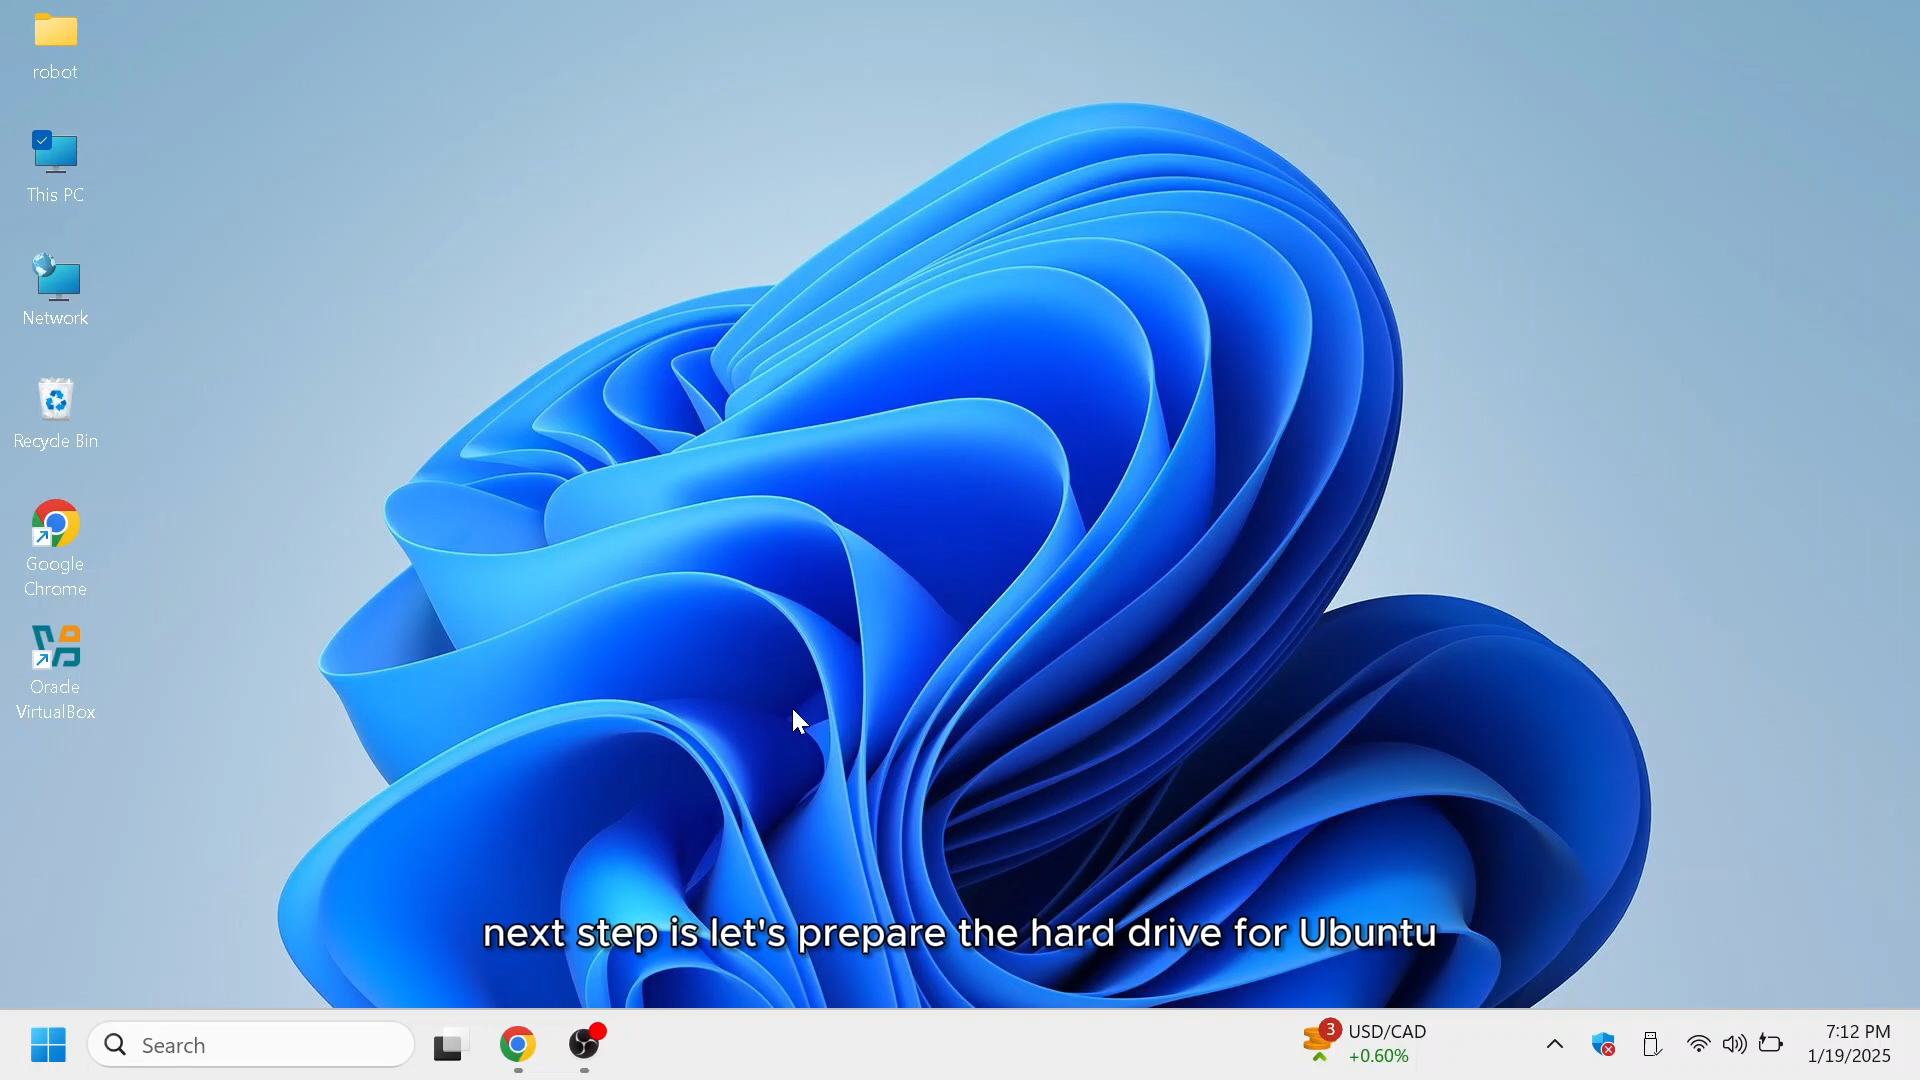 robot
This PC
Network
Recycle Bin
Google
Chrome
Oracle
VirtualBox
next step is let's prepare the hard drive for Ubuntu
Search
3
USD/CAD
+0.60%
7:12 PM
1/19/2025